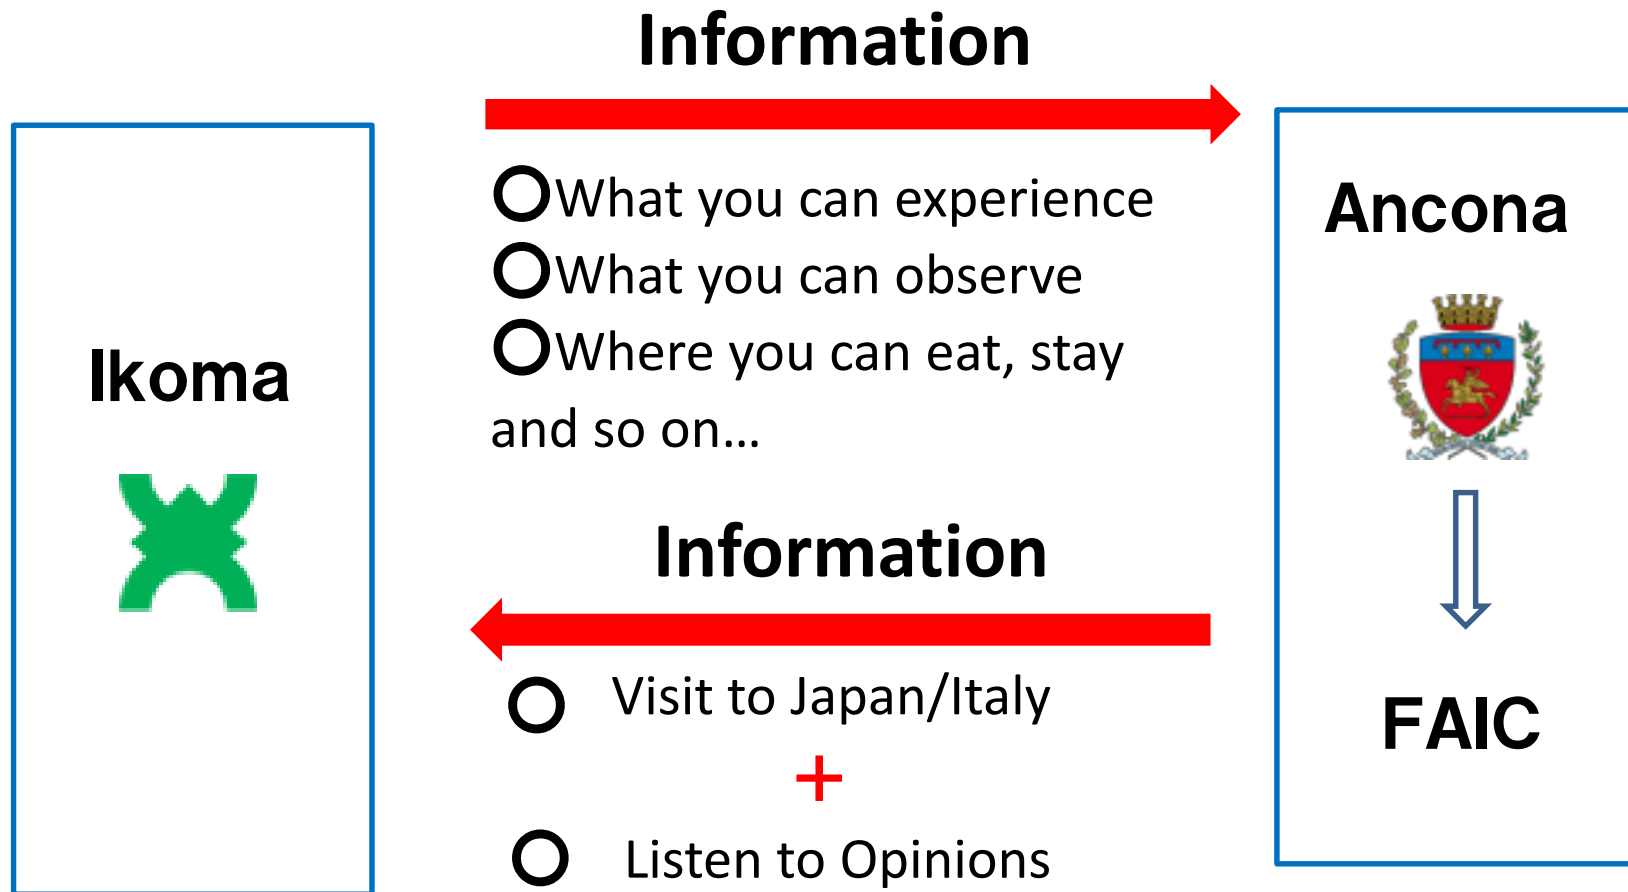 Information
Ikoma
○What you can experience
○What you can observe
○Where you can eat, stay
and so on…
Ancona
Information
○ Visit to Japan/Italy
+
○ Listen to Opinions
FAIC